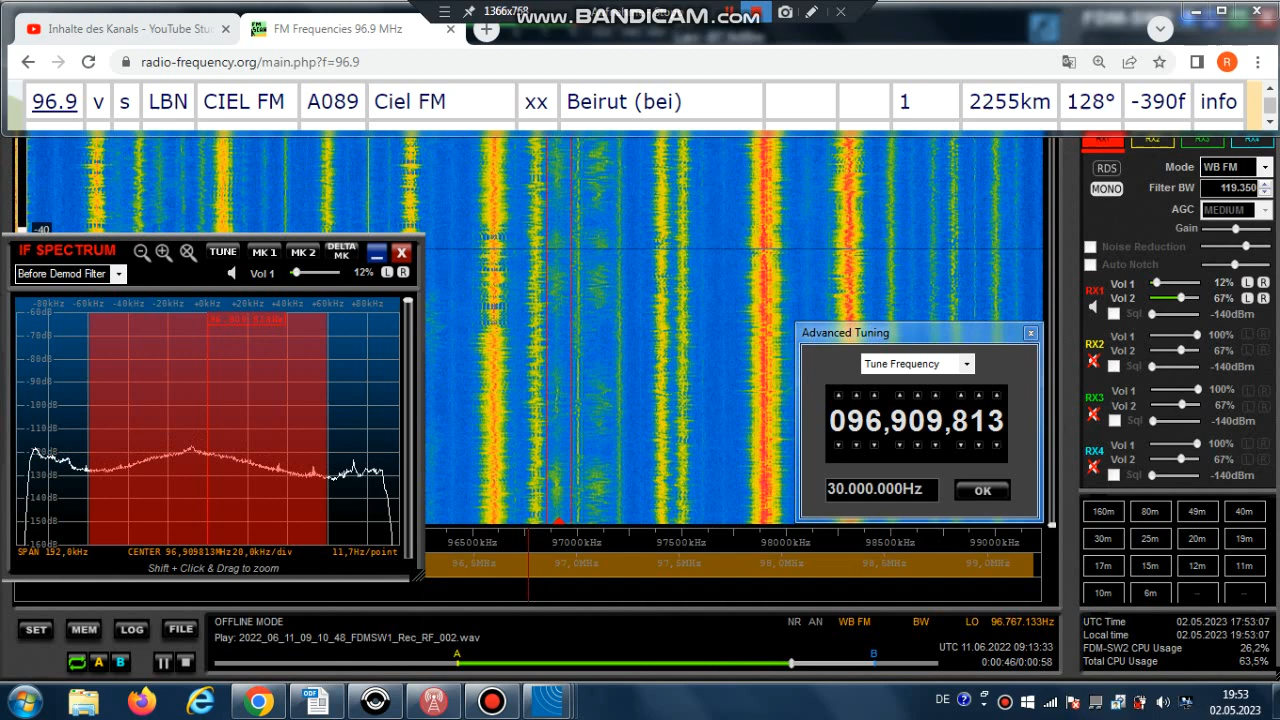 1366x768
www.BANDICAM.com
Inhalte des Kanals - YouTube Stu
FM Frequencies 96.9 MHz
radio-frequency.org/main.php?f=96.9
R
96.9 v s LBN CIEL FM A089 Ciel FM xx Beirut (bei) 1 2255km 128° -390f info
RX2
-40
RDS Mode WB FM
MONO Filter BW 119.350
AGC MEDIUM
Gain
Noise Reduction
Auto Notch
RX1 Vol 1 12% L R
Vol 2 67% L R
Sql -140dBm
RX2 Vol 1 100% L R
Vol 2 67% L R
Sql -140dBm
RX3 Vol 1 100% L R
Vol 2 67% L R
Sql -140dBm
RX4 Vol 1 100% L R
Vol 2 67% L R
Sql -140dBm
IF SPECTRUM TUNE MK 1 MK 2 DELTA MK
Before Demod Filter Vol 1 12% L R
-80kHz -60kHz -40kHz -20kHz +0kHz +20kHz +40kHz +60kHz +80kHz
-60dB
-70dB
-80dB
-90dB
-100dB
-110dB
-120dB
-130dB
-140dB
-150dB
-160dB
SPAN 192,0kHz CENTER 96,909813MHz 20,0kHz/div 11,7Hz/point
Shift + Click & Drag to zoom
Advanced Tuning
Tune Frequency
096,909,813
30.000.000Hz OK
96500kHz 97000kHz 97500kHz 98000kHz 98500kHz 99000kHz
96,5MHz 97,0MHz 97,5MHz 98,0MHz 98,5MHz 99,0MHz
160m 80m 49m 40m
30m 25m 20m 19m
17m 15m 12m 11m
10m 6m -- --
SET MEM LOG FILE
A B
OFFLINE MODE NR AN WB FM BW LO 96.767.133Hz
Play: 2022_06_11_09_10_48_FDMSW1_Rec_RF_002.wav
UTC 11.06.2022 09:13:33
A B
0:00:46/0:00:58
UTC Time 02.05.2023 17:53:07
Local time 02.05.2023 19:53:07
FDM-SW2 CPU Usage 26,2%
Total CPU Usage 63,5%
ODF
DE
19:53
02.05.2023